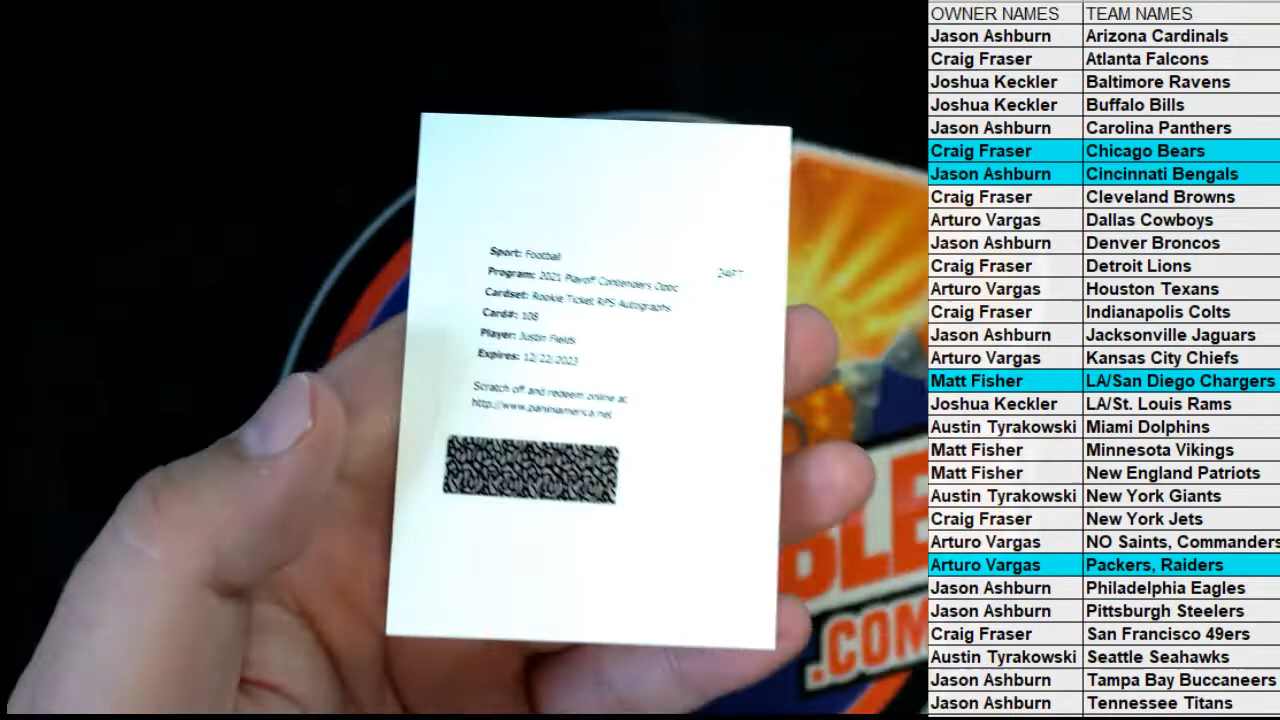 OWNER NAMES TEAM NAMES
Jason Ashburn Arizona Cardinals
Craig Fraser Atlanta Falcons
Joshua Keckler Baltimore Ravens
Joshua Keckler Buffalo Bills
Jason Ashburn Carolina Panthers
Craig Fraser Chicago Bears
Jason Ashburn Cincinnati Bengals
Craig Fraser Cleveland Browns
Arturo Vargas Dallas Cowboys
Jason Ashburn Denver Broncos
Craig Fraser Detroit Lions
Arturo Vargas Houston Texans
Craig Fraser Indianapolis Colts
Jason Ashburn Jacksonville Jaguars
Arturo Vargas Kansas City Chiefs
Matt Fisher LA/San Diego Chargers
Joshua Keckler LA/St. Louis Rams
Austin Tyrakowski Miami Dolphins
Matt Fisher Minnesota Vikings
Matt Fisher New England Patriots
Austin Tyrakowski New York Giants
Craig Fraser New York Jets
Arturo Vargas NO Saints, Commanders
Arturo Vargas Packers, Raiders
Jason Ashburn Philadelphia Eagles
Jason Ashburn Pittsburgh Steelers
Craig Fraser San Francisco 49ers
Austin Tyrakowski Seattle Seahawks
Jason Ashburn Tampa Bay Buccaneers
Jason Ashburn Tennessee Titans
Sport: Football
Program: 2021 Playoff Contenders Optic
Cardset: Rookie Ticket RPS Autographs
Card#: 108
Player: Justin Fields
Expires: 12/22/2023
Scratch off and redeem online at
http://www.paniniamerica.net
.COM